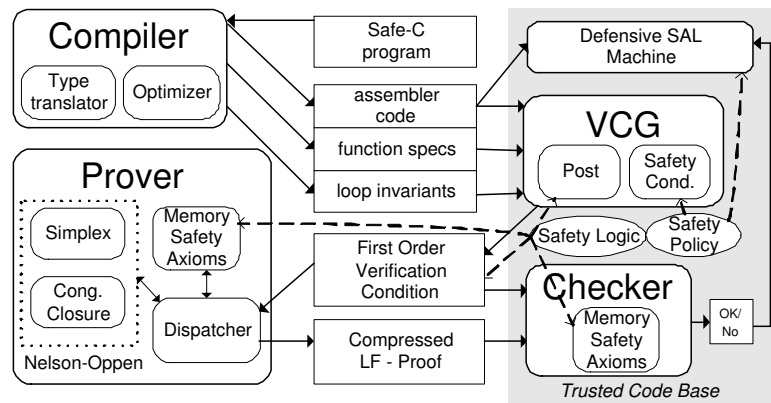 Compiler
Type
translator
Optimizer
Safe-C
program
assembler
code
function specs
loop invariants
Defensive SAL
Machine
VCG
Post
Safety
Cond.
Safety Logic
Safety
Policy
Prover
Simplex
Cong.
Closure
Nelson-Oppen
Memory
Safety
Axioms
Dispatcher
First Order
Verification
Condition
Compressed
LF - Proof
Checker
Memory
Safety
Axioms
OK/
No
Trusted Code Base